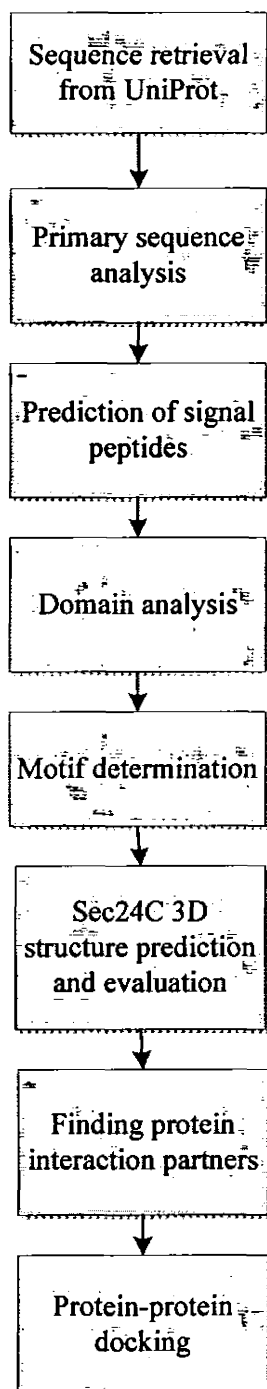 Sequence retrieval
from UniProt
Primary sequence
analysis
Prediction of signal
peptides
Domain analysis
Motif determination
Sec24C 3D
structure prediction
and evaluation
Finding protein
interaction partners
Protein-protein
docking